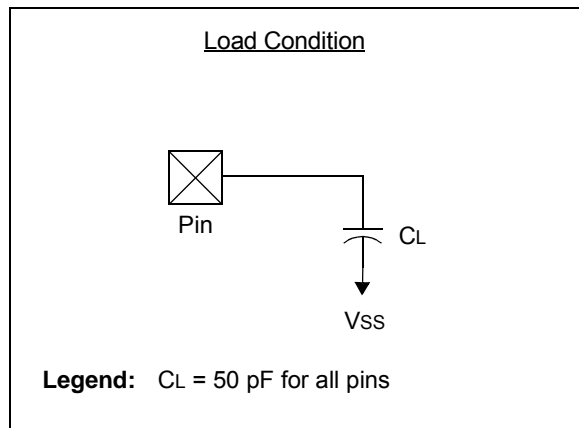 Load Condition
Pin
CL
VSS
Legend: CL = 50 pF for all pins